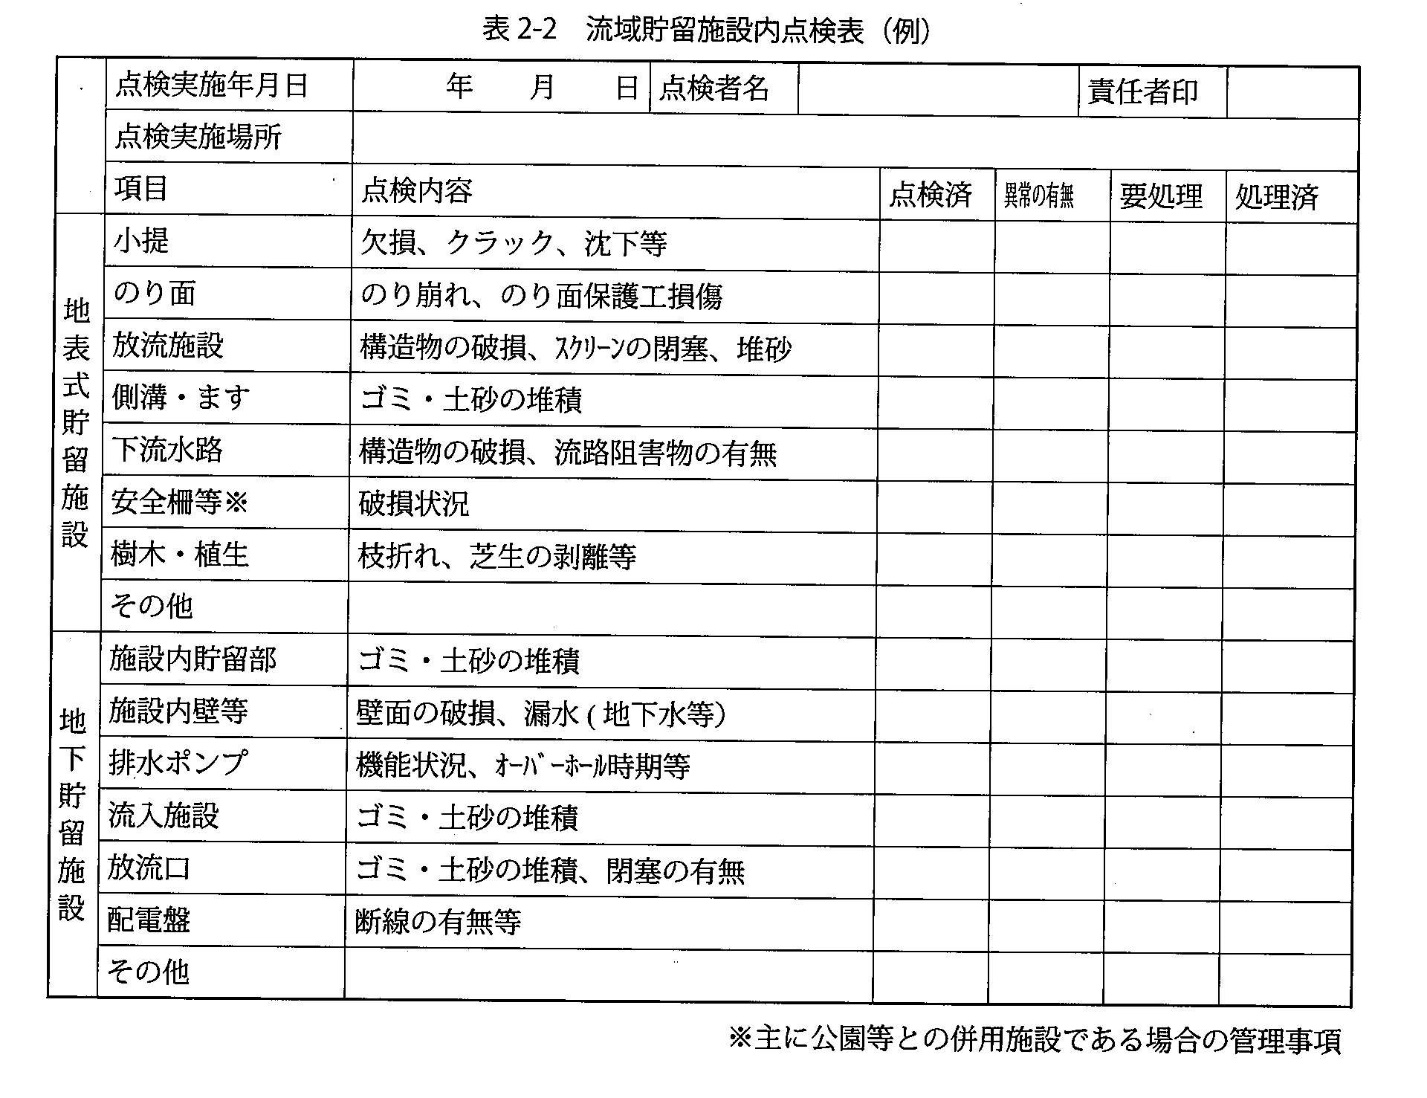 表 2-2　流域貯留施設内点検表（例）
点検実施年月日　年　月　日　点検者名　責任者印
点検実施場所
項目　点検内容　点検済　異常の有無　要処理　処理済
地表式貯留施設
小提　欠損、クラック、沈下等
のり面　のり崩れ、のり面保護工損傷
放流施設　構造物の破損、ｽｸﾘｰﾝの閉塞、堆砂
側溝・ます　ゴミ・土砂の堆積
下流水路　構造物の破損、流路阻害物の有無
安全柵等※　破損状況
樹木・植生　枝折れ、芝生の剥離等
その他
地下貯留施設
施設内貯留部　ゴミ・土砂の堆積
施設内壁等　壁面の破損、漏水 ( 地下水等）
排水ポンプ　機能状況、ｵｰﾊﾞｰﾎｰﾙ時期等
流入施設　ゴミ・土砂の堆積
放流口　ゴミ・土砂の堆積、閉塞の有無
配電盤　断線の有無等
その他
※主に公園等との併用施設である場合の管理事項